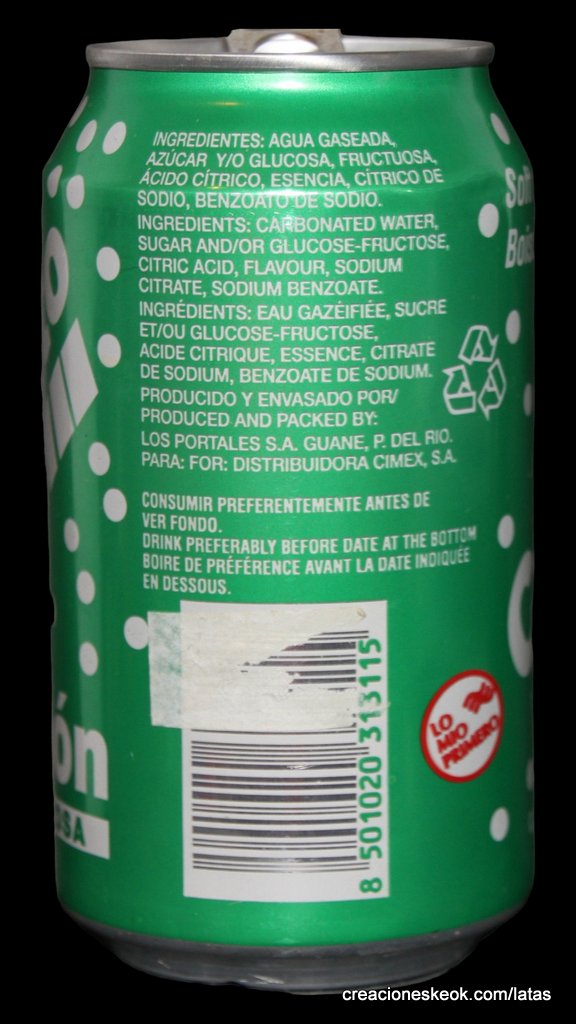 INGREDIENTES: AGUA GASEADA,
AZÚCAR Y/O GLUCOSA, FRUCTUOSA,
ÁCIDO CÍTRICO, ESENCIA, CÍTRICO DE
SODIO, BENZOATO DE SODIO.
INGREDIENTS: CARBONATED WATER,
SUGAR AND/OR GLUCOSE-FRUCTOSE,
CITRIC ACID, FLAVOUR, SODIUM
CITRATE, SODIUM BENZOATE.
INGRÉDIENTS: EAU GAZÉIFIÉE, SUCRE
ET/OU GLUCOSE-FRUCTOSE,
ACIDE CITRIQUE, ESSENCE, CITRATE
DE SODIUM, BENZOATE DE SODIUM.
PRODUCIDO Y ENVASADO POR/
PRODUCED AND PACKED BY:
LOS PORTALES S.A. GUANE, P. DEL RIO.
PARA: FOR: DISTRIBUIDORA CIMEX, S.A.
CONSUMIR PREFERENTEMENTE ANTES DE
VER FONDO.
DRINK PREFERABLY BEFORE DATE AT THE BOTTOM
BOIRE DE PRÉFÉRENCE AVANT LA DATE INDIQUÉE
EN DESSOUS.
8 501020 313115
LO
MIO
PRIMERO
ón
creacioneskeok.com/latas